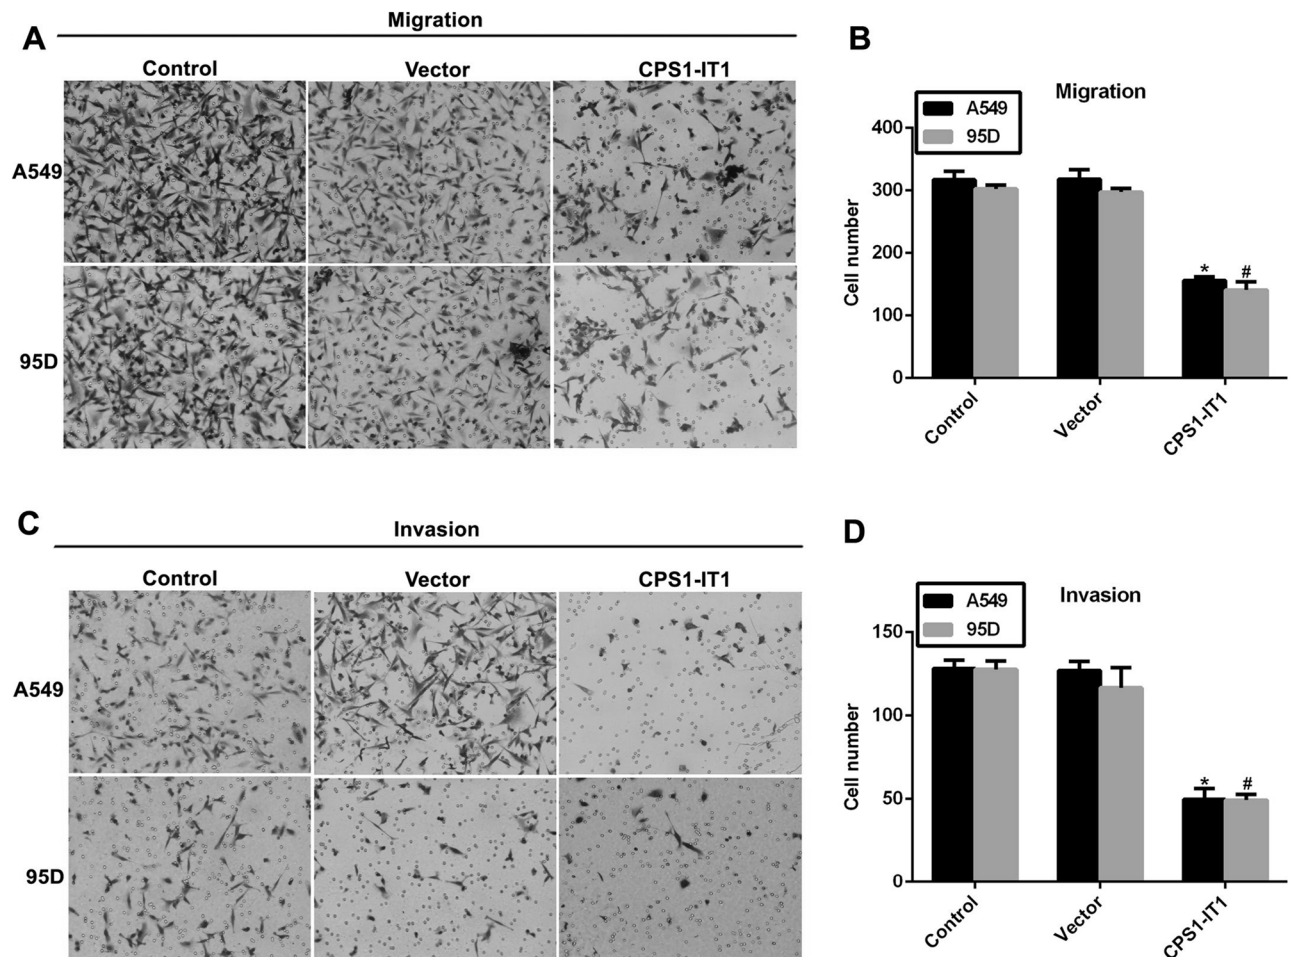 A
Migration
Control
Vector
CPS1-IT1
A549
95D
B
Migration
A549
95D
400
300
200
100
0
Cell number
*
#
Control
Vector
CPS1-IT1
C
Invasion
Control
Vector
CPS1-IT1
A549
95D
D
Invasion
A549
95D
150
100
50
0
Cell number
*
#
Control
Vector
CPS1-IT1